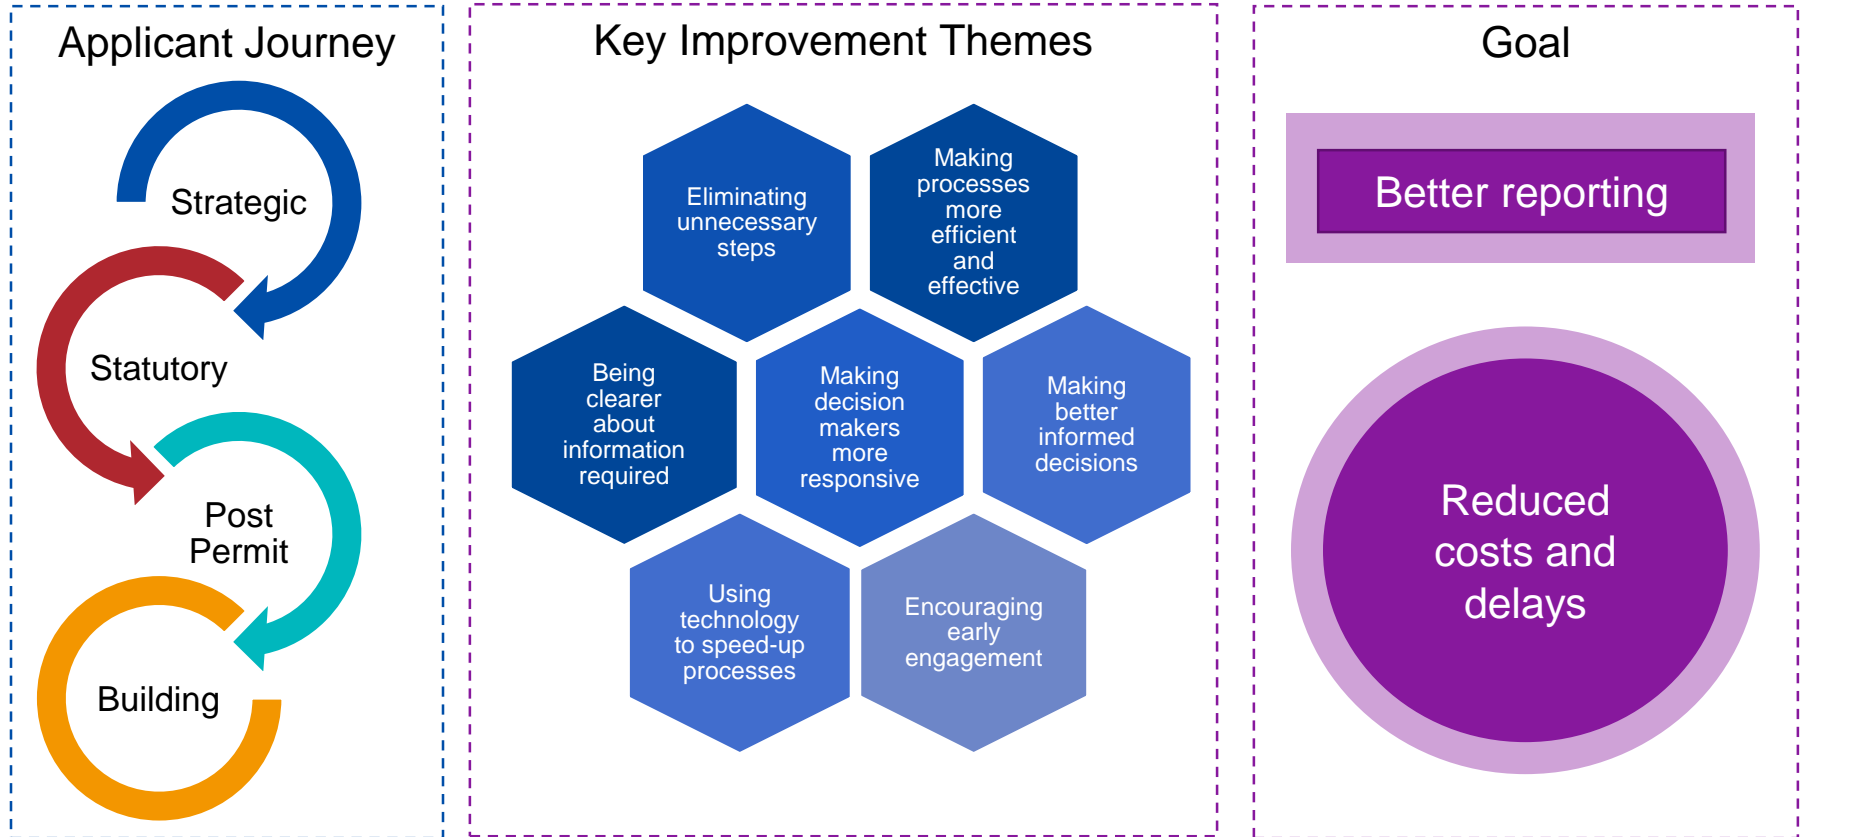 Applicant Journey
Strategic
Statutory
Post
Permit
Building
Key Improvement Themes
Eliminating
unnecessary
steps
Making
processes
more
efficient
and
effective
Being
clearer
about
information
required
Making
decision
makers
more
responsive
Making
better
informed
decisions
Using
technology
to speed-up
processes
Encouraging
early
engagement
Goal
Better reporting
Reduced
costs and
delays